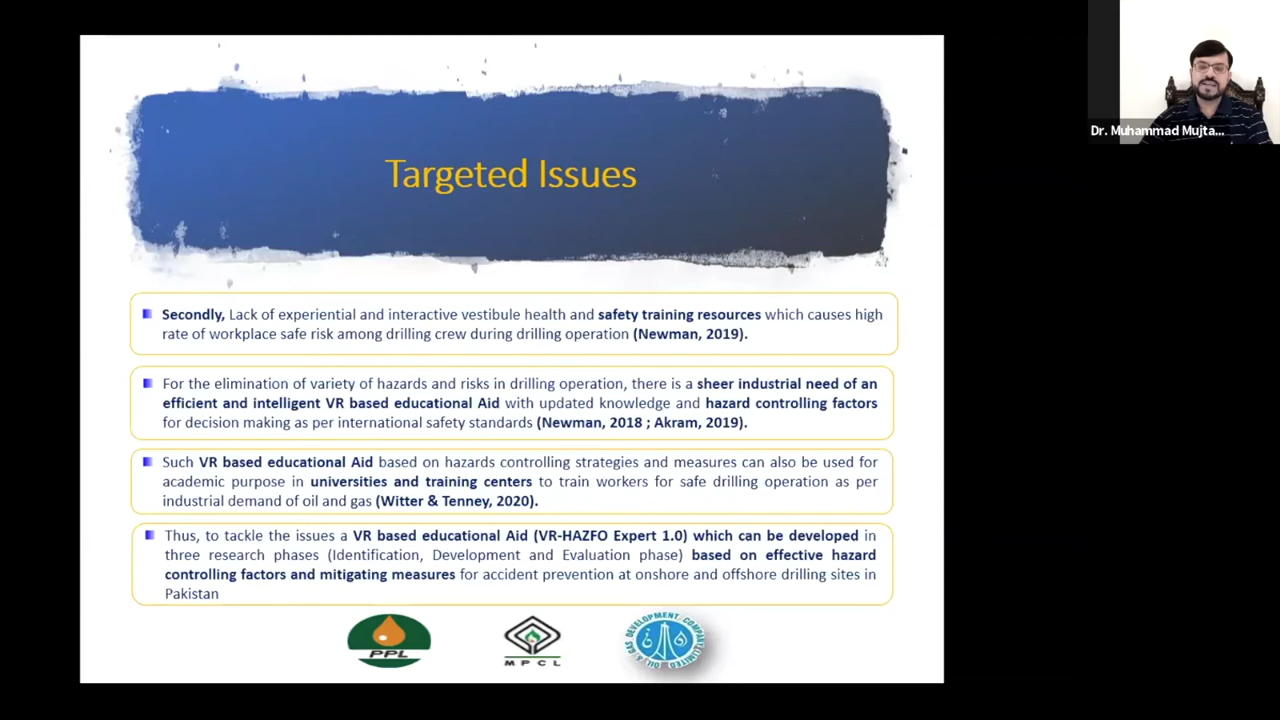 Dr. Muhammad Mujta...
Targeted Issues
Secondly, Lack of experiential and interactive vestibule health and safety training resources which causes high
rate of workplace safe risk among drilling crew during drilling operation (Newman, 2019).
For the elimination of variety of hazards and risks in drilling operation, there is a sheer industrial need of an
efficient and intelligent VR based educational Aid with updated knowledge and hazard controlling factors
for decision making as per international safety standards (Newman, 2018 ; Akram, 2019).
Such VR based educational Aid based on hazards controlling strategies and measures can also be used for
academic purpose in universities and training centers to train workers for safe drilling operation as per
industrial demand of oil and gas (Witter & Tenney, 2020).
Thus, to tackle the issues a VR based educational Aid (VR-HAZFO Expert 1.0) which can be developed in
three research phases (Identification, Development and Evaluation phase) based on effective hazard
controlling factors and mitigating measures for accident prevention at onshore and offshore drilling sites in
Pakistan
PPL
MPCL
OIL & GAS DEVELOPMENT COMPANY LIMITED